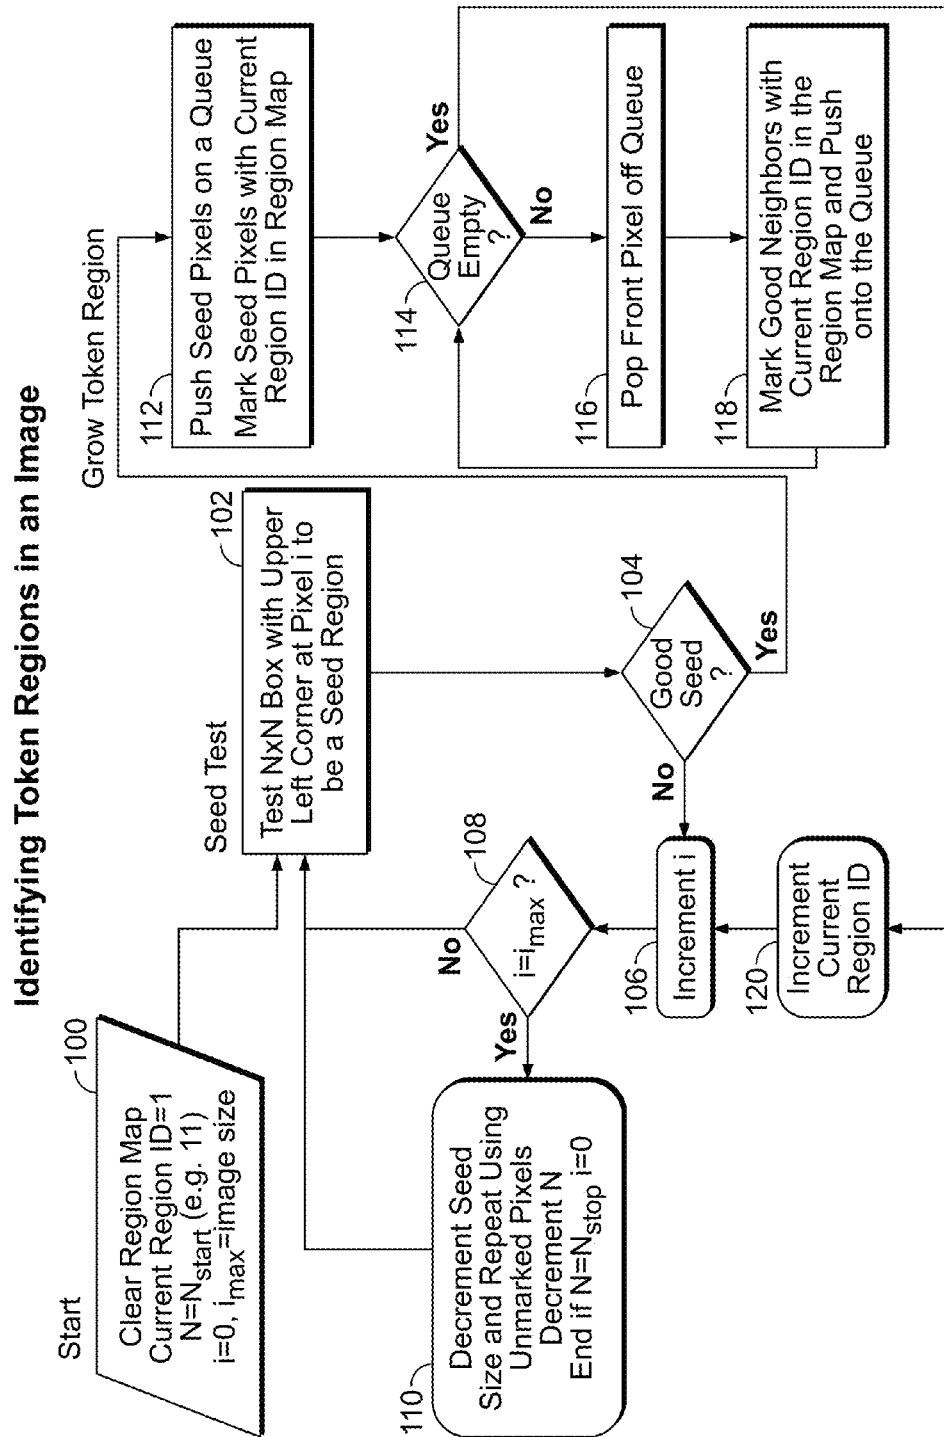 Identifying Token Regions in an Image
Start
100
Clear Region Map
Current Region ID=1
N=Nstart (e.g. 11)
i=0, imax=image size
Seed Test
102
Test NxN Box with Upper
Left Corner at Pixel i to
be a Seed Region
104
Good
Seed
?
No
Yes
106
Increment i
108
i=imax ?
No
Yes
110
Decrement Seed
Size and Repeat Using
Unmarked Pixels
Decrement N
End if N=Nstop i=0
Grow Token Region
112
Push Seed Pixels on a Queue
Mark Seed Pixels with Current
Region ID in Region Map
114
Queue
Empty
?
Yes
No
116
Pop Front Pixel off Queue
118
Mark Good Neighbors with
Current Region ID in the
Region Map and Push
onto the Queue
120
Increment
Current
Region ID